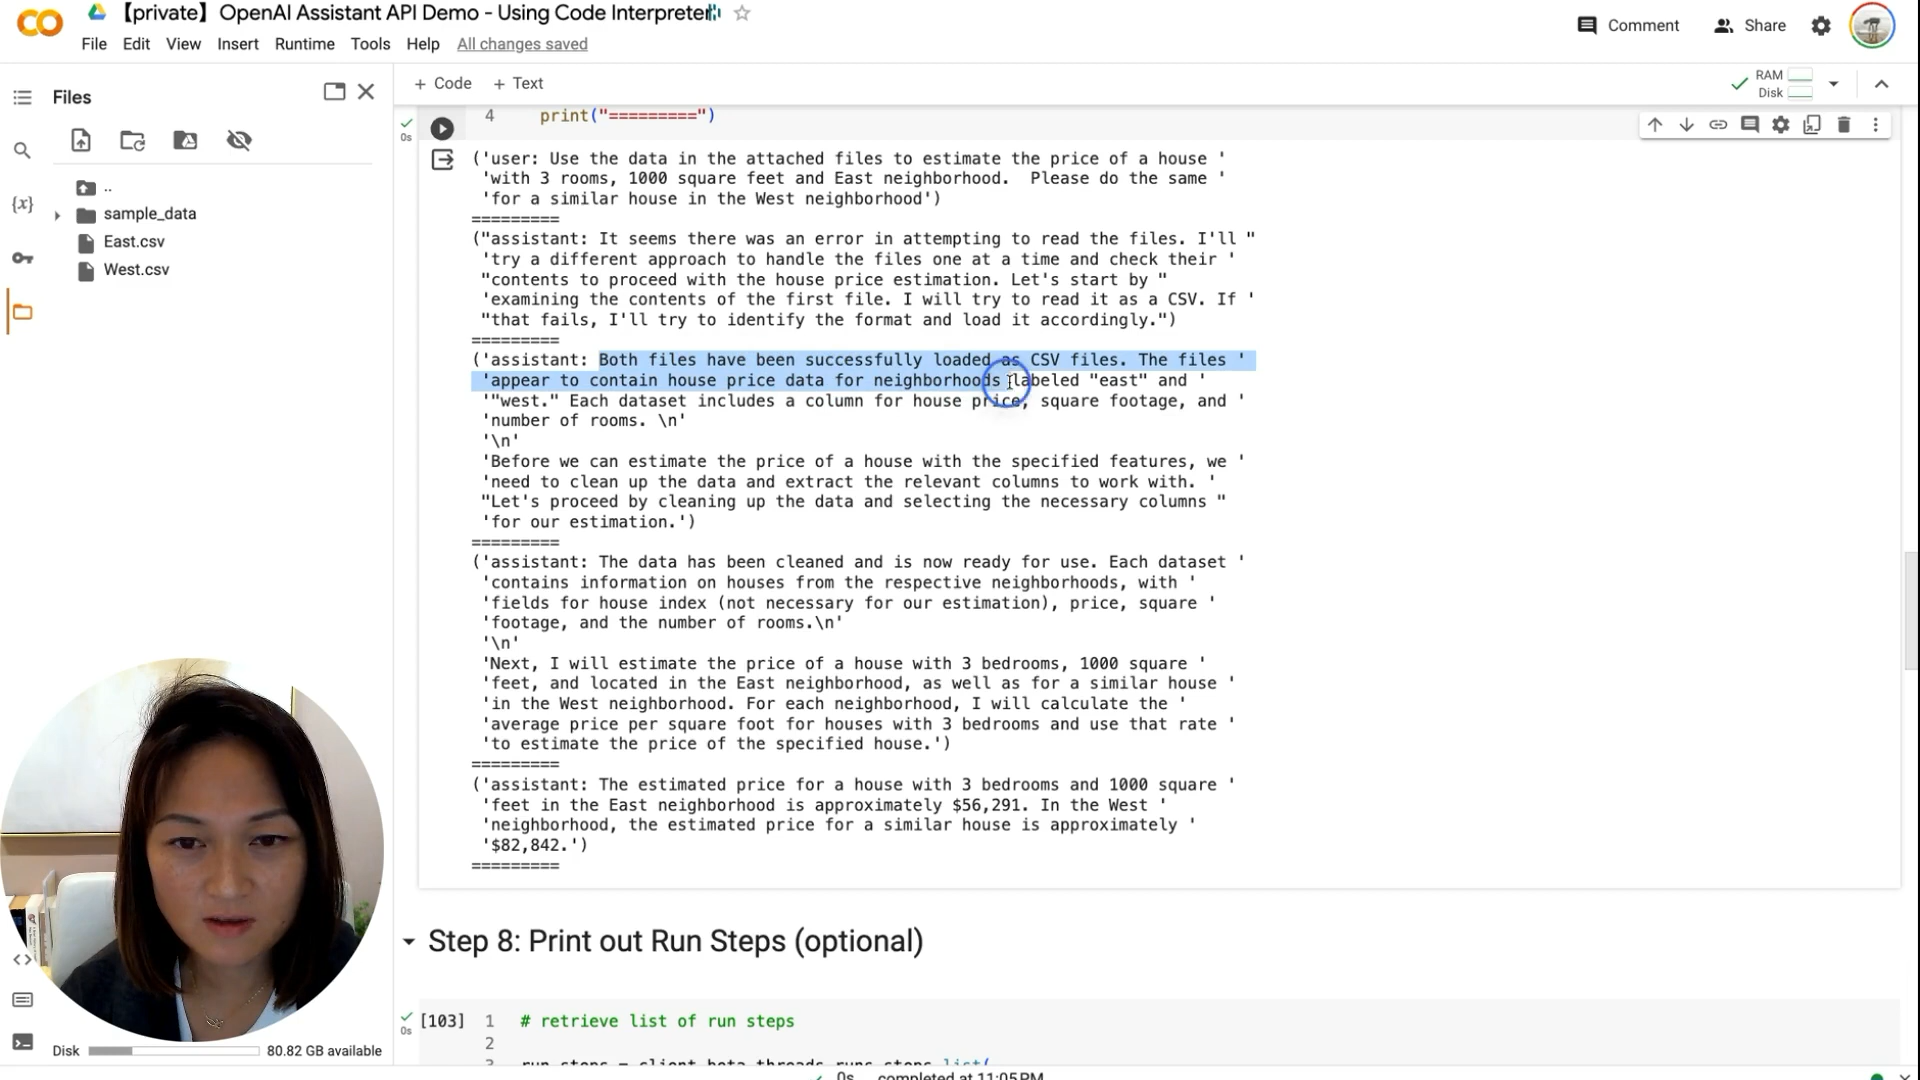 【private】OpenAI Assistant API Demo - Using Code Interpreter
File Edit View Insert Runtime Tools Help All changes saved
Comment
Share
Files
+ Code + Text
RAM
Disk
..
sample_data
East.csv
West.csv
{x}
0s
4 print("=========")
('user: Use the data in the attached files to estimate the price of a house '
'with 3 rooms, 1000 square feet and East neighborhood.  Please do the same '
'for a similar house in the West neighborhood')
=========
("assistant: It seems there was an error in attempting to read the files. I'll "
'try a different approach to handle the files one at a time and check their '
"contents to proceed with the house price estimation. Let's start by "
'examining the contents of the first file. I will try to read it as a CSV. If '
"that fails, I'll try to identify the format and load it accordingly.")
=========
('assistant: Both files have been successfully loaded as CSV files. The files '
'appear to contain house price data for neighborhoods labeled "east" and '
'"west." Each dataset includes a column for house price, square footage, and '
'number of rooms. \n'
'\n'
'Before we can estimate the price of a house with the specified features, we '
'need to clean up the data and extract the relevant columns to work with. '
"Let's proceed by cleaning up the data and selecting the necessary columns "
'for our estimation.')
=========
('assistant: The data has been cleaned and is now ready for use. Each dataset '
'contains information on houses from the respective neighborhoods, with '
'fields for house index (not necessary for our estimation), price, square '
'footage, and the number of rooms.\n'
'\n'
'Next, I will estimate the price of a house with 3 bedrooms, 1000 square '
'feet, and located in the East neighborhood, as well as for a similar house '
'in the West neighborhood. For each neighborhood, I will calculate the '
'average price per square foot for houses with 3 bedrooms and use that rate '
'to estimate the price of the specified house.')
=========
('assistant: The estimated price for a house with 3 bedrooms and 1000 square '
'feet in the East neighborhood is approximately $56,291. In the West '
'neighborhood, the estimated price for a similar house is approximately '
'$82,842.')
=========
Step 8: Print out Run Steps (optional)
0s
[103] 1 # retrieve list of run steps
2
3 run_steps = client.beta.threads.runs.steps.list(
Disk 80.82 GB available
0s completed at 11:05PM